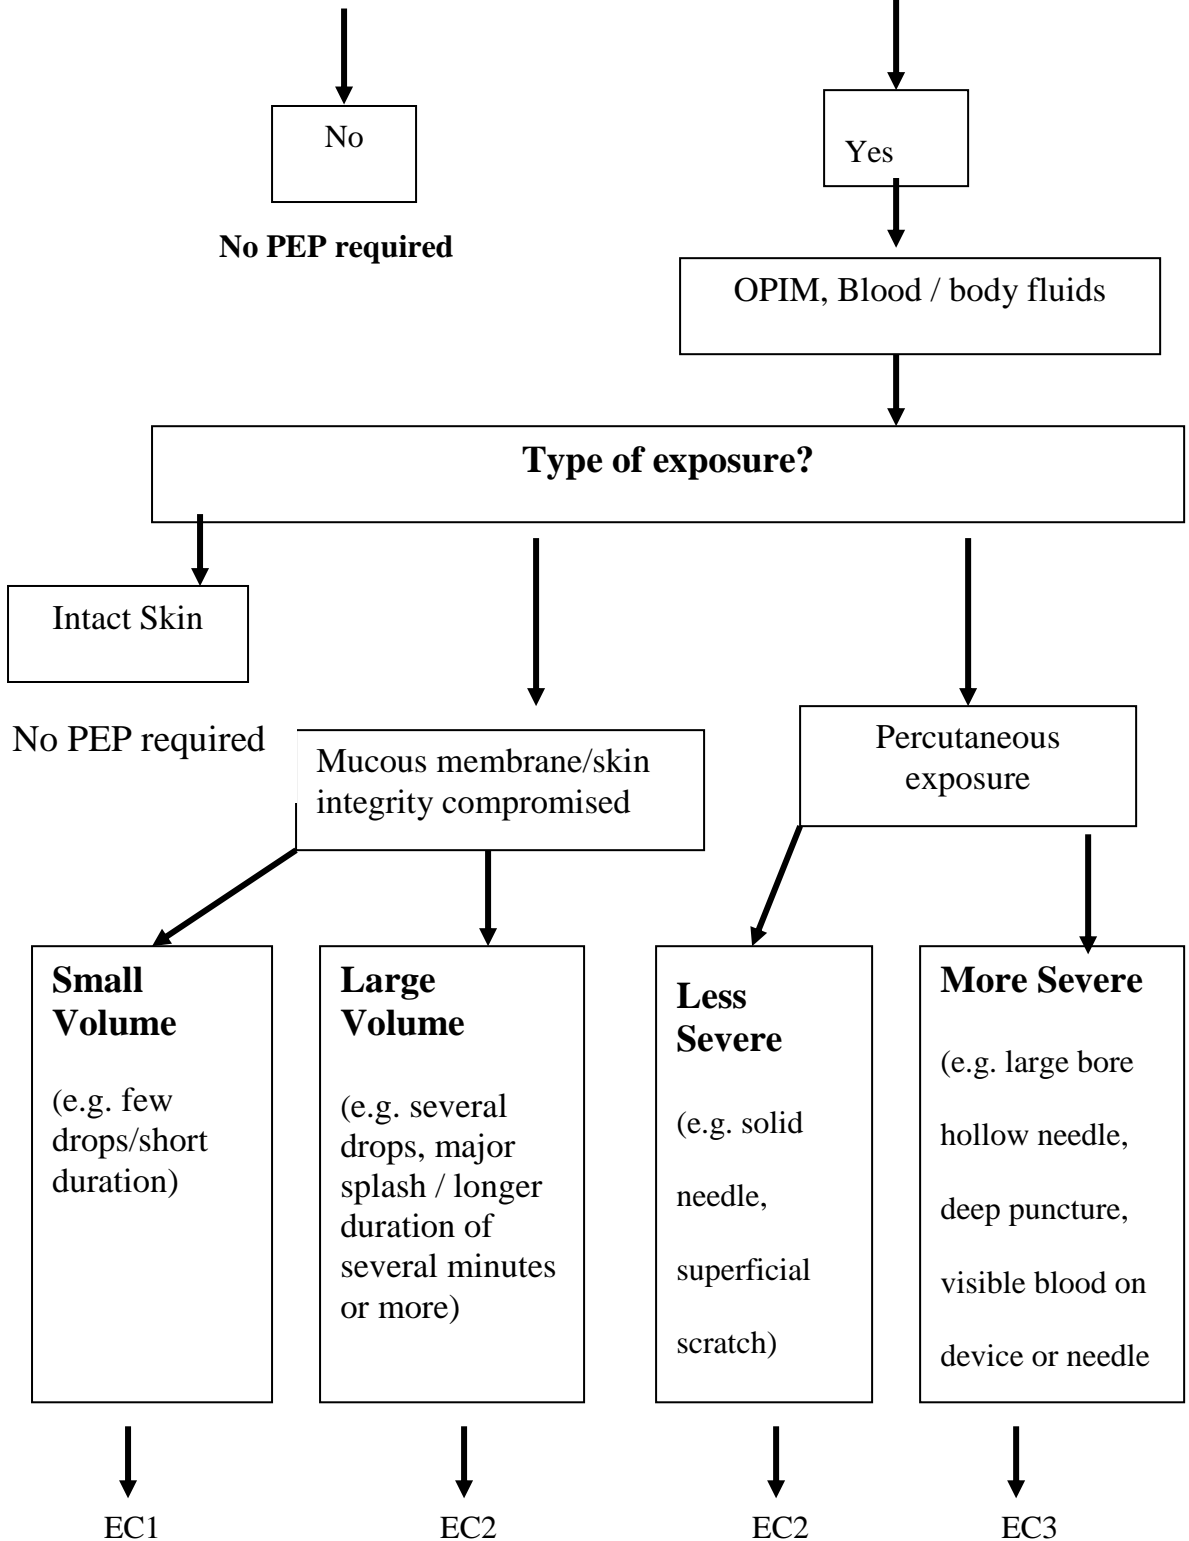 No
Yes
No PEP required
OPIM, Blood / body fluids
Type of exposure?
Intact Skin
No PEP required
Mucous membrane/skin
integrity compromised
Percutaneous
exposure
Small
Volume
(e.g. few
drops/short
duration)
Large
Volume
(e.g. several
drops, major
splash / longer
duration of
several minutes
or more)
Less
Severe
(e.g. solid
needle,
superficial
scratch)
More Severe
(e.g. large bore
hollow needle,
deep puncture,
visible blood on
device or needle
EC1
EC2
EC2
EC3